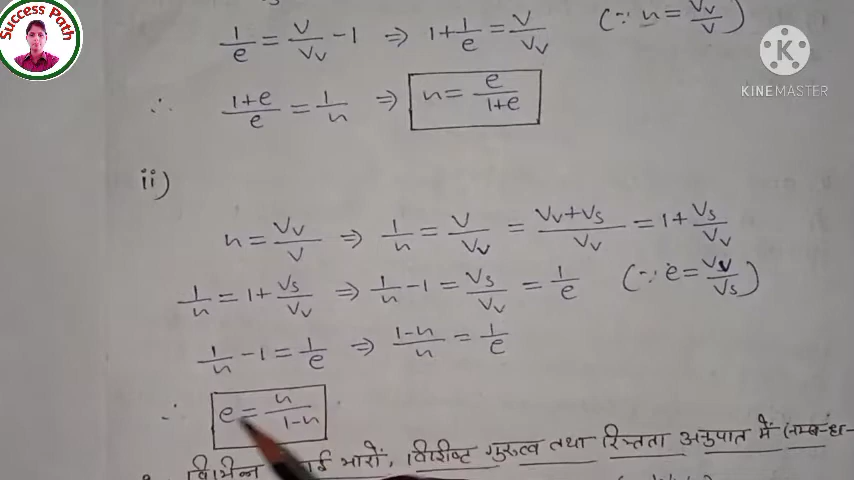 Success Path
1/e = V/Vv - 1 ⇒ 1 + 1/e = V/Vv (∵ n = Vv/V)
KINEMASTER
∴ (1+e)/e = 1/n ⇒ n = e/(1+e)
ii)
n = Vv/V ⇒ 1/n = V/Vv = (Vv+Vs)/Vv = 1 + Vs/Vv
1/n = 1 + Vs/Vv ⇒ 1/n - 1 = Vs/Vv = 1/e (∵ e = Vv/Vs)
1/n - 1 = 1/e ⇒ (1-n)/n = 1/e
∴ e = n/(1-n)
विभिन्न भारों, विशिष्ट गुरुत्व तथा रिक्तता अनुपात में